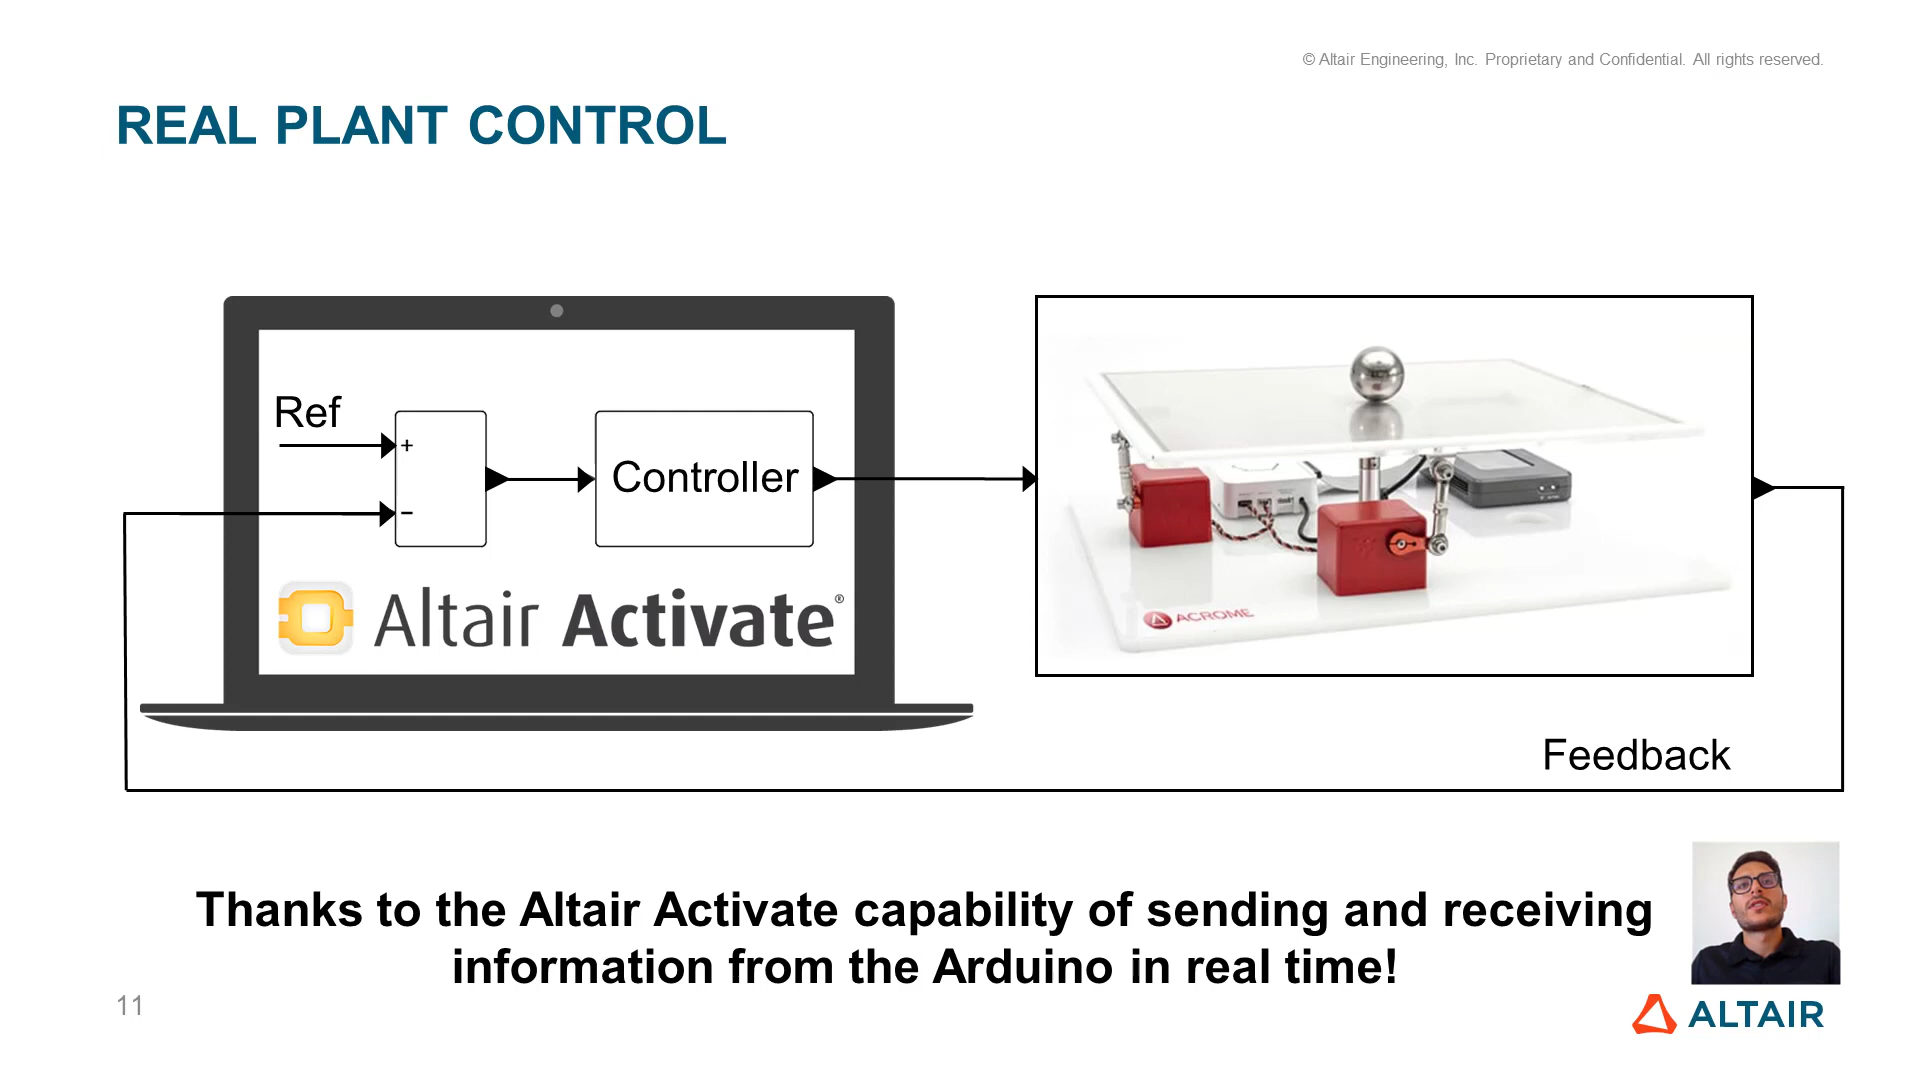 © Altair Engineering, Inc. Proprietary and Confidential. All rights reserved.
REAL PLANT CONTROL
Ref
+
Controller
−
Altair Activate®
ACROME
Feedback
Thanks to the Altair Activate capability of sending and receiving
information from the Arduino in real time!
11
ALTAIR